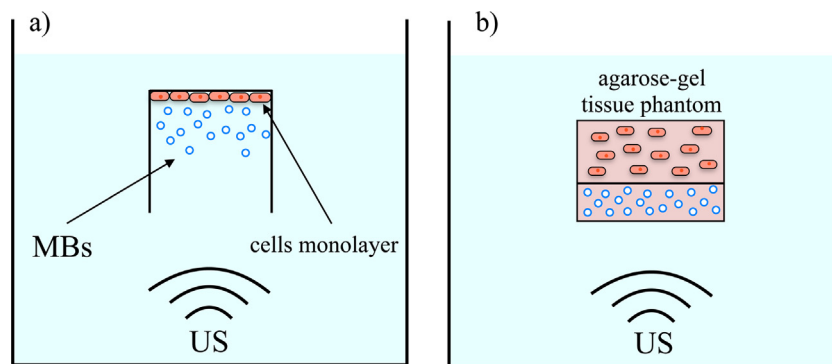 a)
MBs
cells monolayer
US
b)
agarose-gel
tissue phantom
US